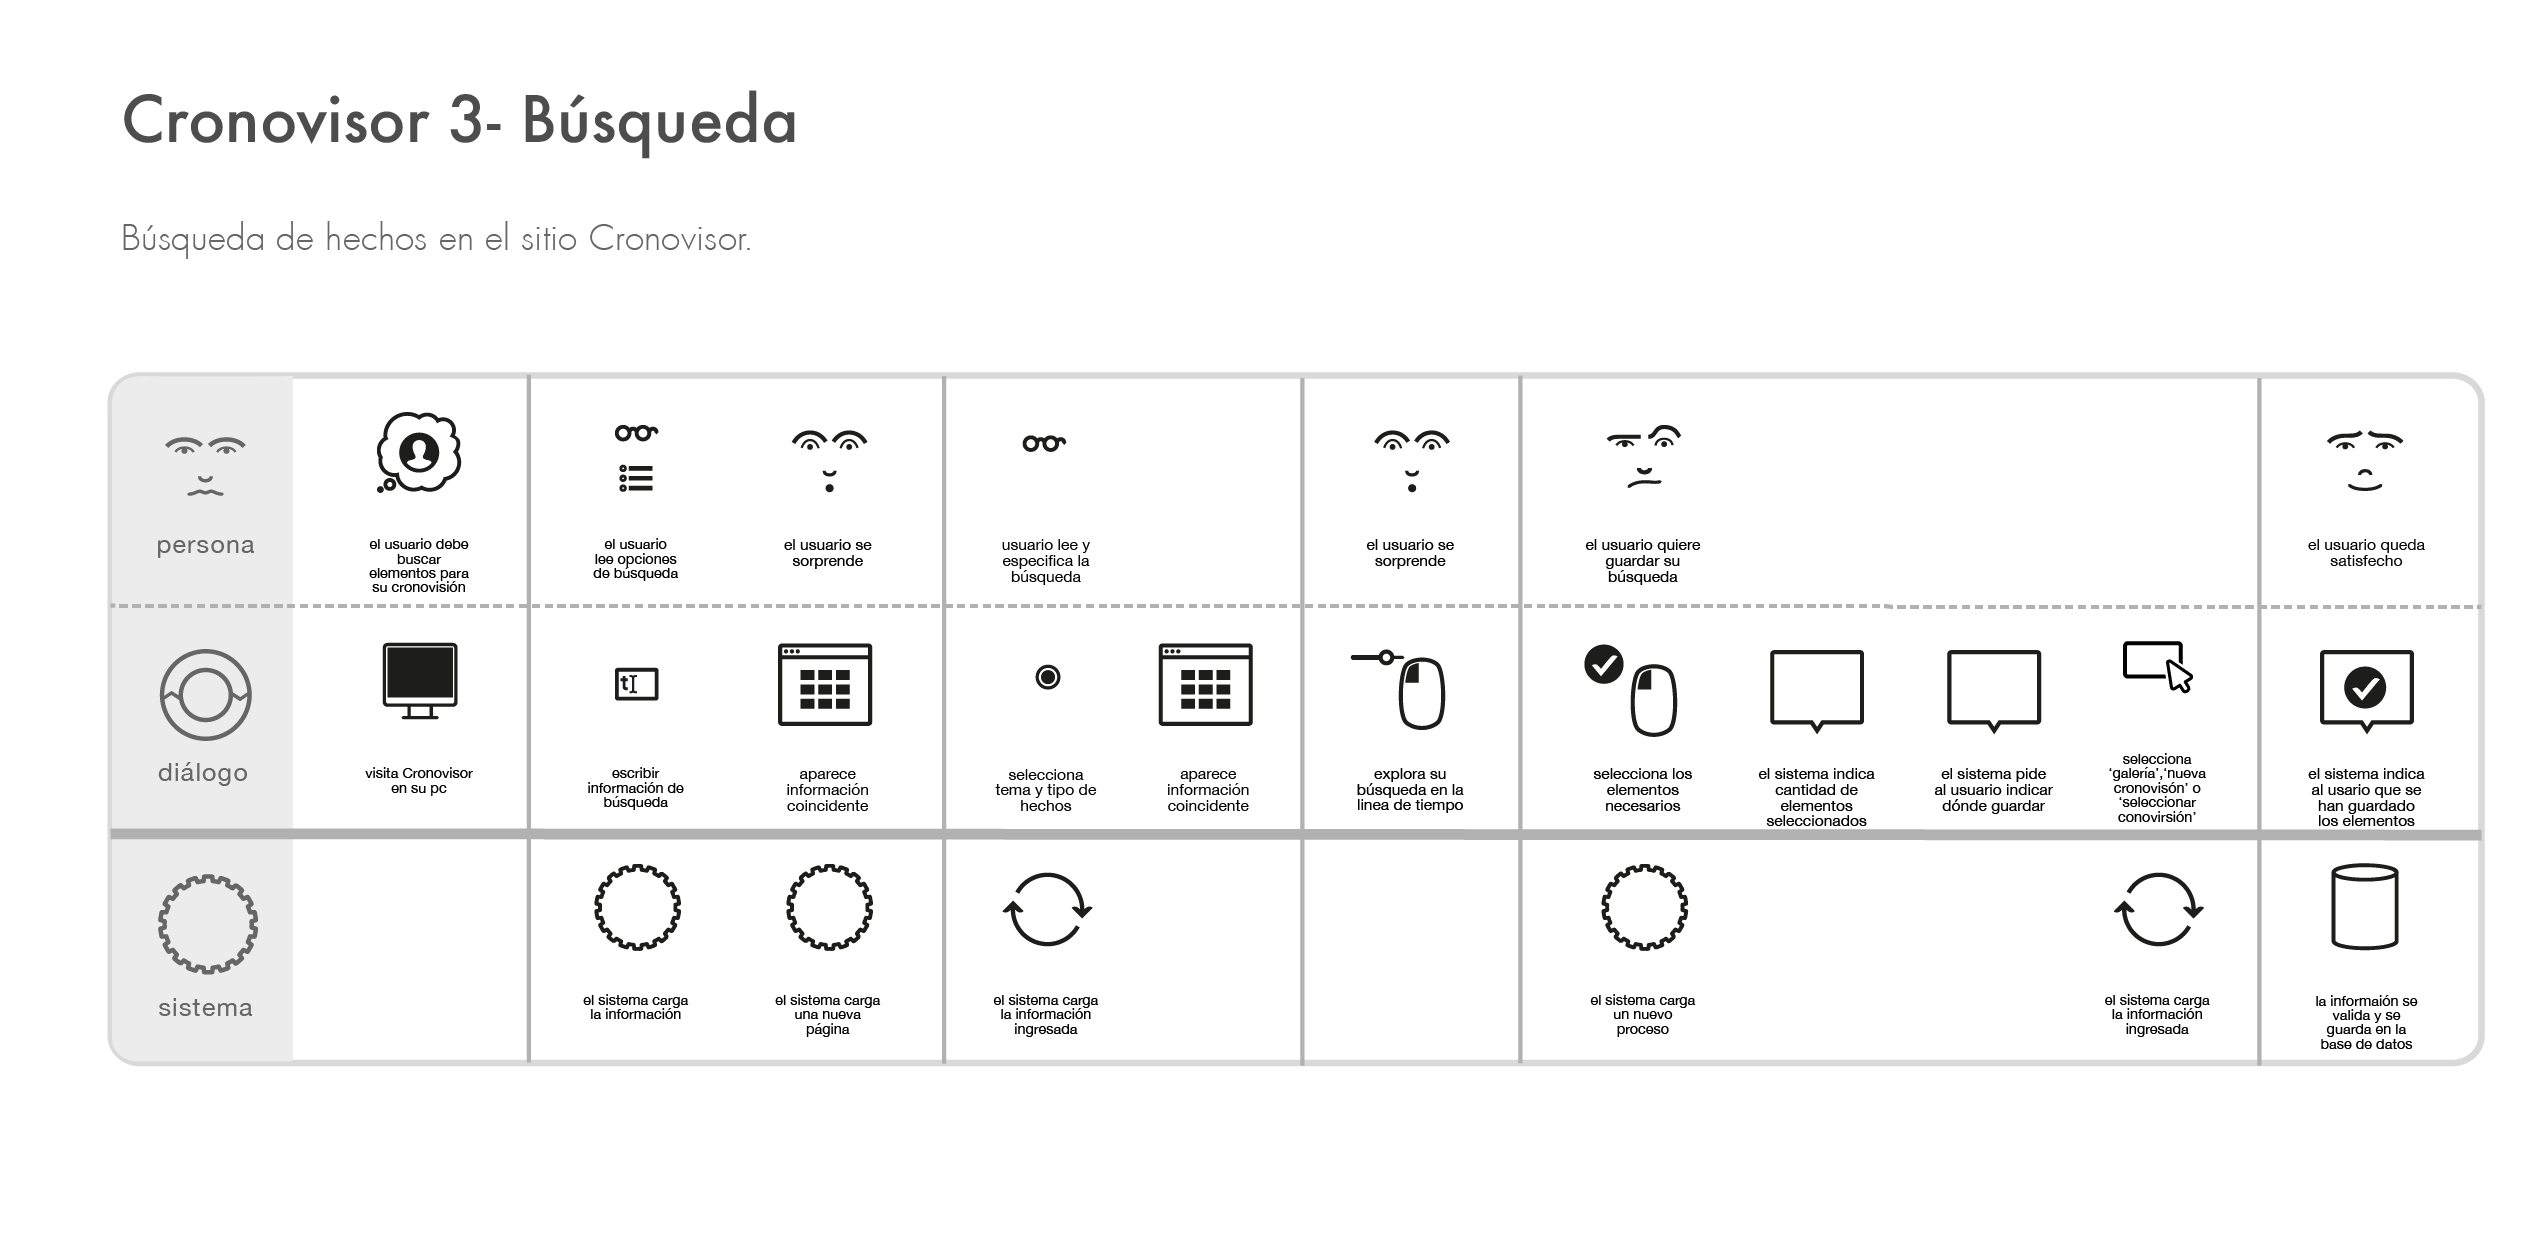 Cronovisor 3- Búsqueda
Búsqueda de hechos en el sitio Cronovisor.
persona
el usuario debe
buscar
elementos para
su cronovisión
el usuario
lee opciones
de búsqueda
el usuario se
sorprende
usuario lee y
especifica la
búsqueda
el usuario se
sorprende
el usuario quiere
guardar su
búsqueda
el usuario queda
satisfecho
diálogo
visita Cronovisor
en su pc
t
escribir
información de
búsqueda
aparece
información
coincidente
selecciona
tema y tipo de
hechos
aparece
información
coincidente
explora su
búsqueda en la
linea de tiempo
selecciona los
elementos
necesarios
el sistema indica
cantidad de
elementos
seleccionados
el sistema pide
al usuario indicar
dónde guardar
selecciona
‘galería’,‘nueva
cronovisón’ o
‘seleccionar
conovirsión’
el sistema indica
al usario que se
han guardado
los elementos
sistema
el sistema carga
la información
el sistema carga
una nueva
página
el sistema carga
la información
ingresada
el sistema carga
un nuevo
proceso
el sistema carga
la información
ingresada
la informaión se
valida y se
guarda en la
base de datos